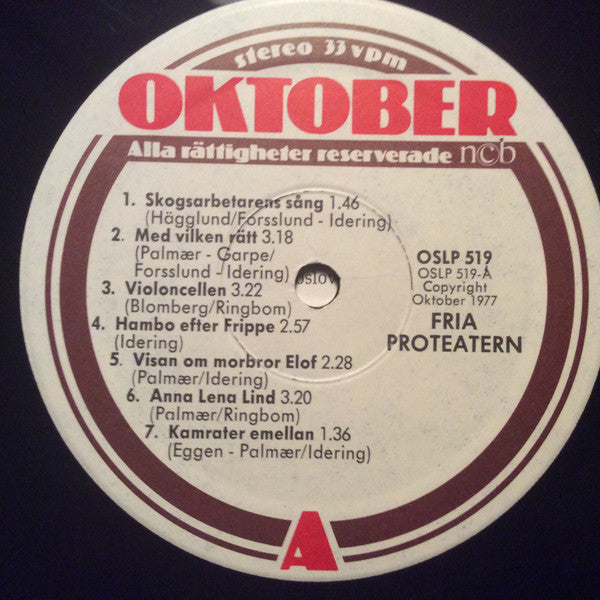 stereo 33 vpm
OKTOBER
Alla rättigheter reserverade ncb
1. Skogsarbetarens sång 1.46
(Hägglund/Forsslund - Idering)
2. Med vilken rätt 3.18
(Palmær - Garpe/
Forsslund - Idering)
3. Violoncellen 3.22
(Blomberg/Ringbom)
4. Hambo efter Frippe 2.57
(Idering)
5. Visan om morbror Elof 2.28
(Palmær/Idering)
6. Anna Lena Lind 3.20
(Palmær/Ringbom)
7. Kamrater emellan 1.36
(Eggen - Palmær/Idering)
OSLP 519
OSLP 519-A
Copyright
Oktober 1977
FRIA
PROTEATERN
A